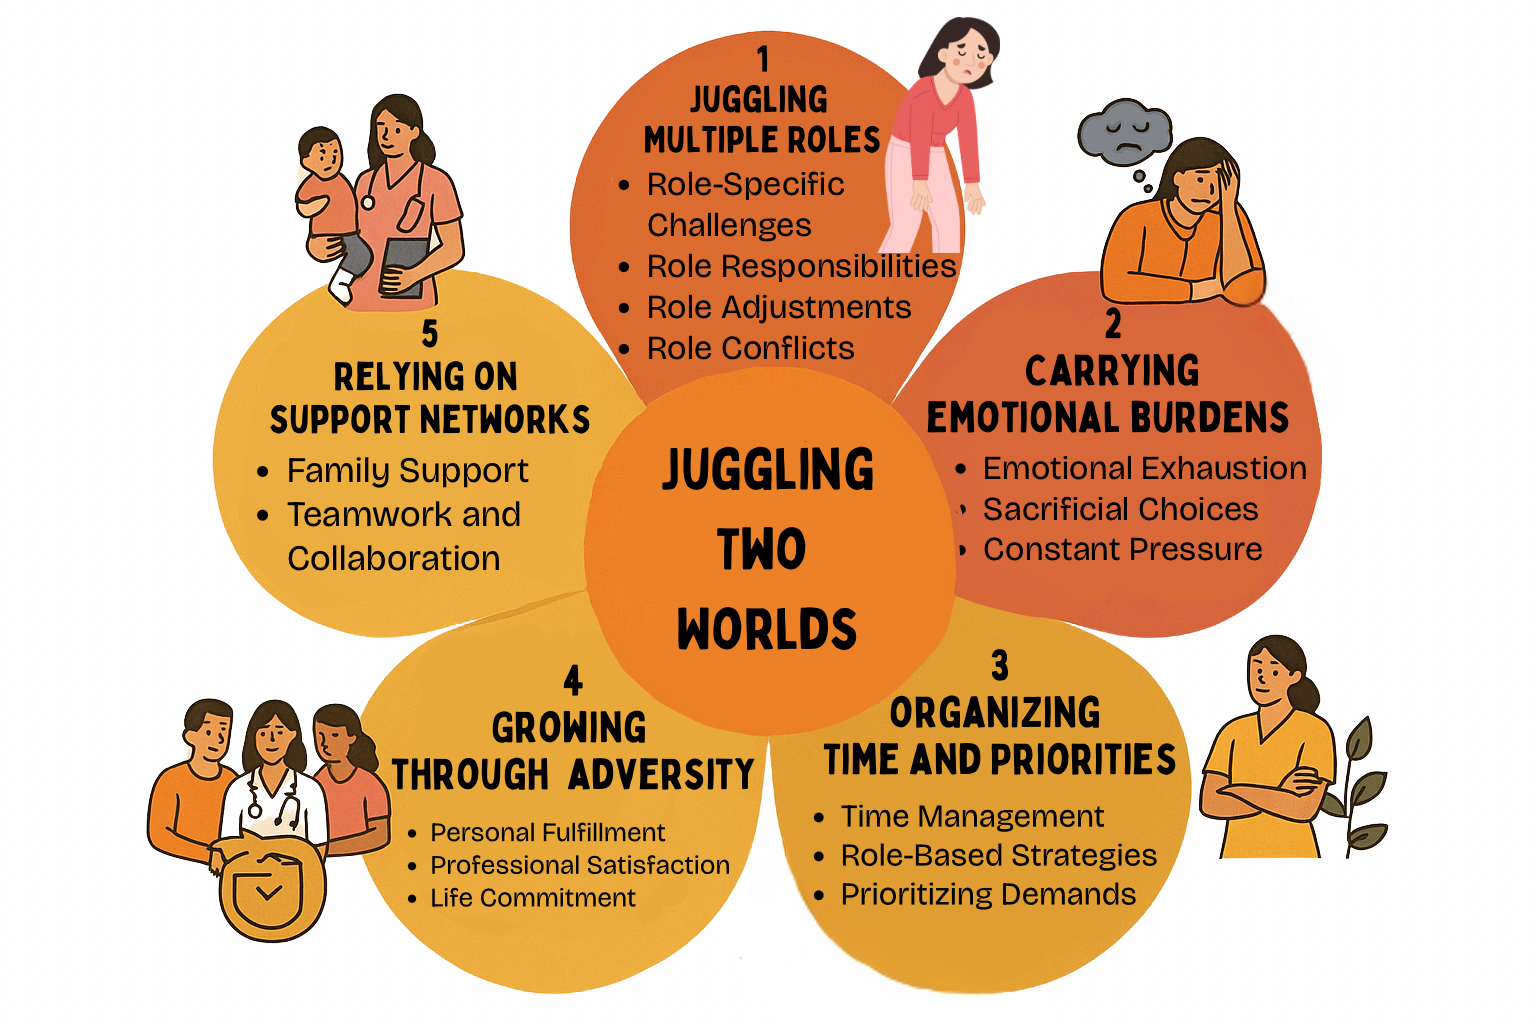 1
JUGGLING
MULTIPLE ROLES
• Role-Specific
Challenges
• Role Responsibilities
• Role Adjustments
• Role Conflicts
2
CARRYING
EMOTIONAL BURDENS
• Emotional Exhaustion
• Sacrificial Choices
• Constant Pressure
3
ORGANIZING
TIME AND PRIORITIES
• Time Management
• Role-Based Strategies
• Prioritizing Demands
4
GROWING
THROUGH ADVERSITY
• Personal Fulfillment
• Professional Satisfaction
• Life Commitment
5
RELYING ON
SUPPORT NETWORKS
• Family Support
• Teamwork and
Collaboration
JUGGLING
TWO
WORLDS